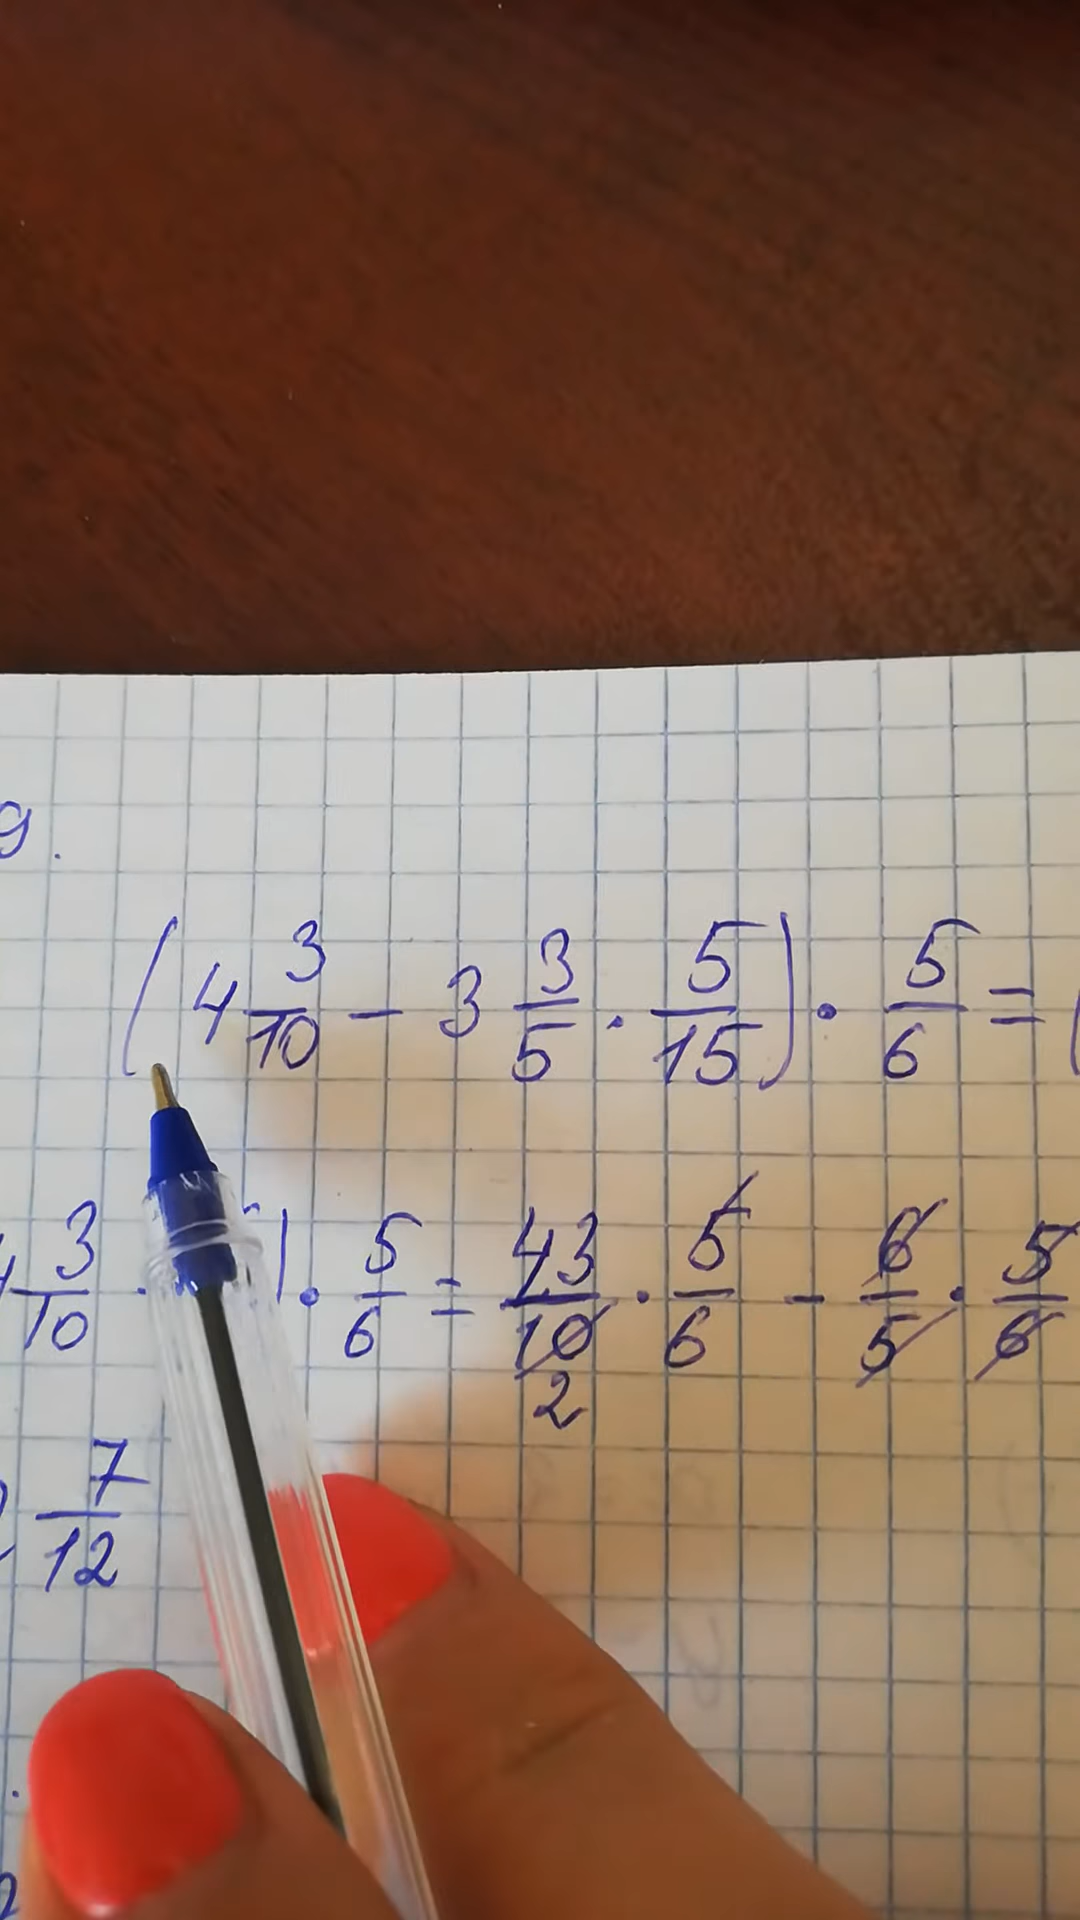 9.
(4 3/10 - 3 3/5 · 5/15) · 5/6 = (
3/10 · 5/6 = 43/10 · 5/6 - 6/5 · 5/6
2
7/12